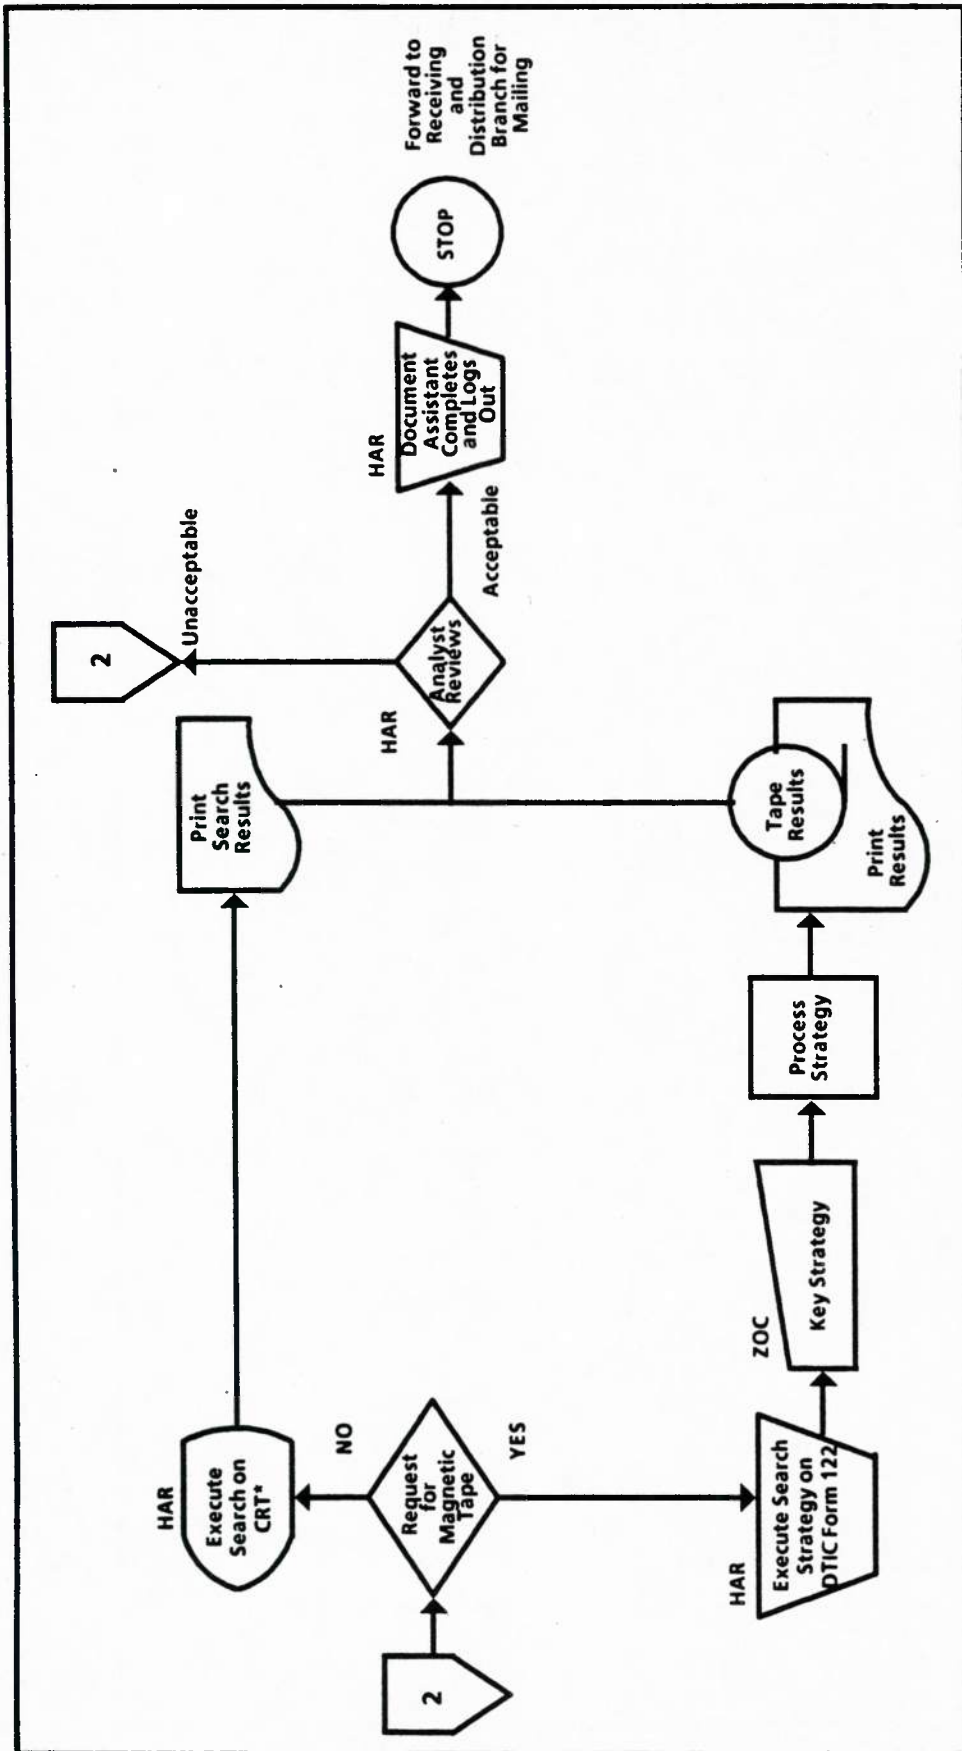 2
Request
for
Magnetic
Tape
NO
YES
HAR
Execute
Search on
CRT*
HAR
Execute Search
Strategy on
DTIC Form 122
ZOC
Key Strategy
Process
Strategy
Print
Search
Results
Tape
Results
Print
Results
HAR
Analyst
Reviews
2
Unacceptable
Acceptable
HAR
Document
Assistant
Completes
and Logs
Out
STOP
Forward to
Receiving
and
Distribution
Branch for
Mailing